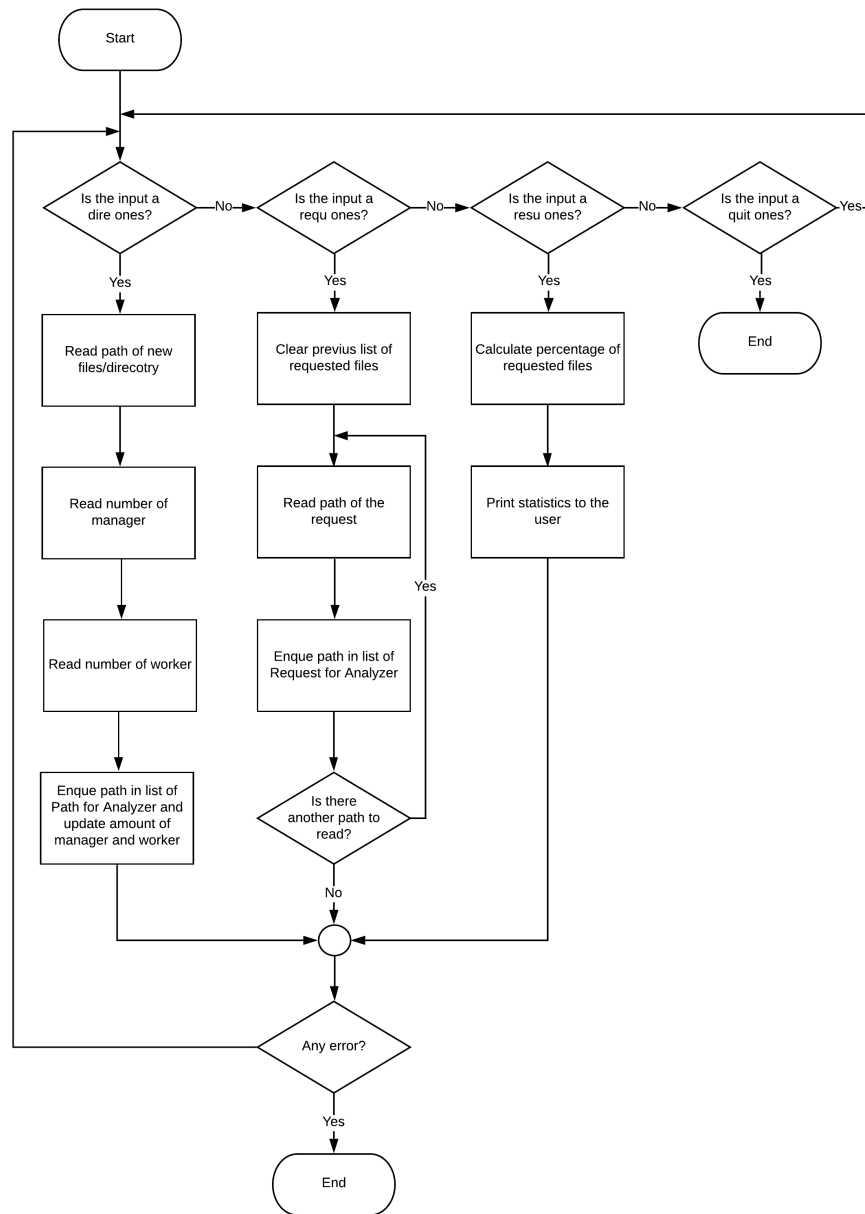 Start
Is the input a
dire ones?
No
Is the input a
requ ones?
No
Is the input a
resu ones?
No
Is the input a
quit ones?
Yes
Yes
Yes
Yes
Yes
Read path of new
files/direcotry
Clear previus list of
requested files
Calculate percentage of
requested files
End
Read number of
manager
Read path of the
request
Print statistics to the
user
Yes
Read number of worker
Enque path in list of
Request for Analyzer
Enque path in list of
Path for Analyzer and
update amount of
manager and worker
Is there
another path to
read?
No
Any error?
Yes
End